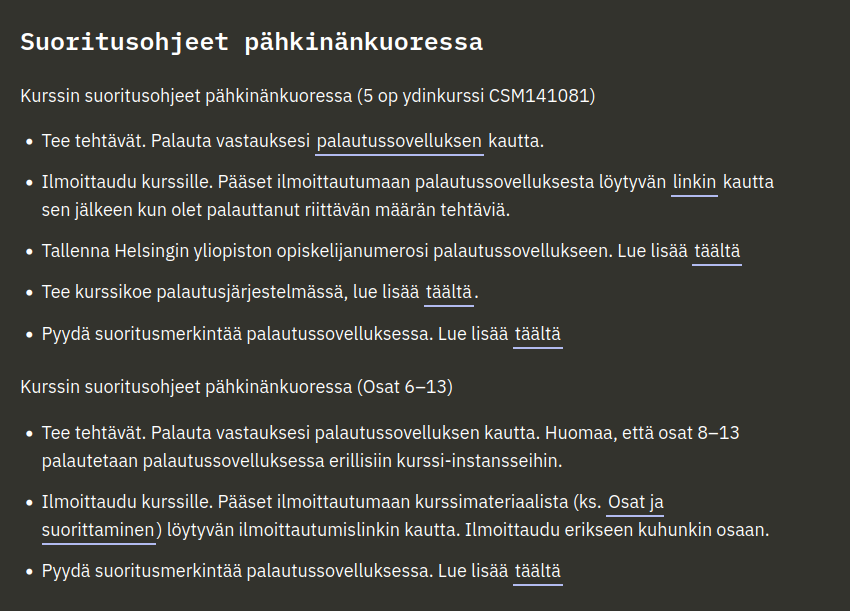 Suoritusohjeet pähkinänkuoressa
Kurssin suoritusohjeet pähkinänkuoressa (5 op ydinkurssi CSM141081)
• Tee tehtävät. Palauta vastauksesi palautussovelluksen kautta.
• Ilmoittaudu kurssille. Pääset ilmoittautumaan palautussovelluksesta löytyvän linkin kautta
sen jälkeen kun olet palauttanut riittävän määrän tehtäviä.
• Tallenna Helsingin yliopiston opiskelijanumerosi palautussovellukseen. Lue lisää täältä
• Tee kurssikoe palautusjärjestelmässä, lue lisää täältä.
• Pyydä suoritusmerkintää palautussovelluksessa. Lue lisää täältä
Kurssin suoritusohjeet pähkinänkuoressa (Osat 6–13)
• Tee tehtävät. Palauta vastauksesi palautussovelluksen kautta. Huomaa, että osat 8–13
palautetaan palautussovelluksessa erillisiin kurssi-instansseihin.
• Ilmoittaudu kurssille. Pääset ilmoittautumaan kurssimateriaalista (ks. Osat ja
suorittaminen) löytyvän ilmoittautumislinkin kautta. Ilmoittaudu erikseen kuhunkin osaan.
• Pyydä suoritusmerkintää palautussovelluksessa. Lue lisää täältä